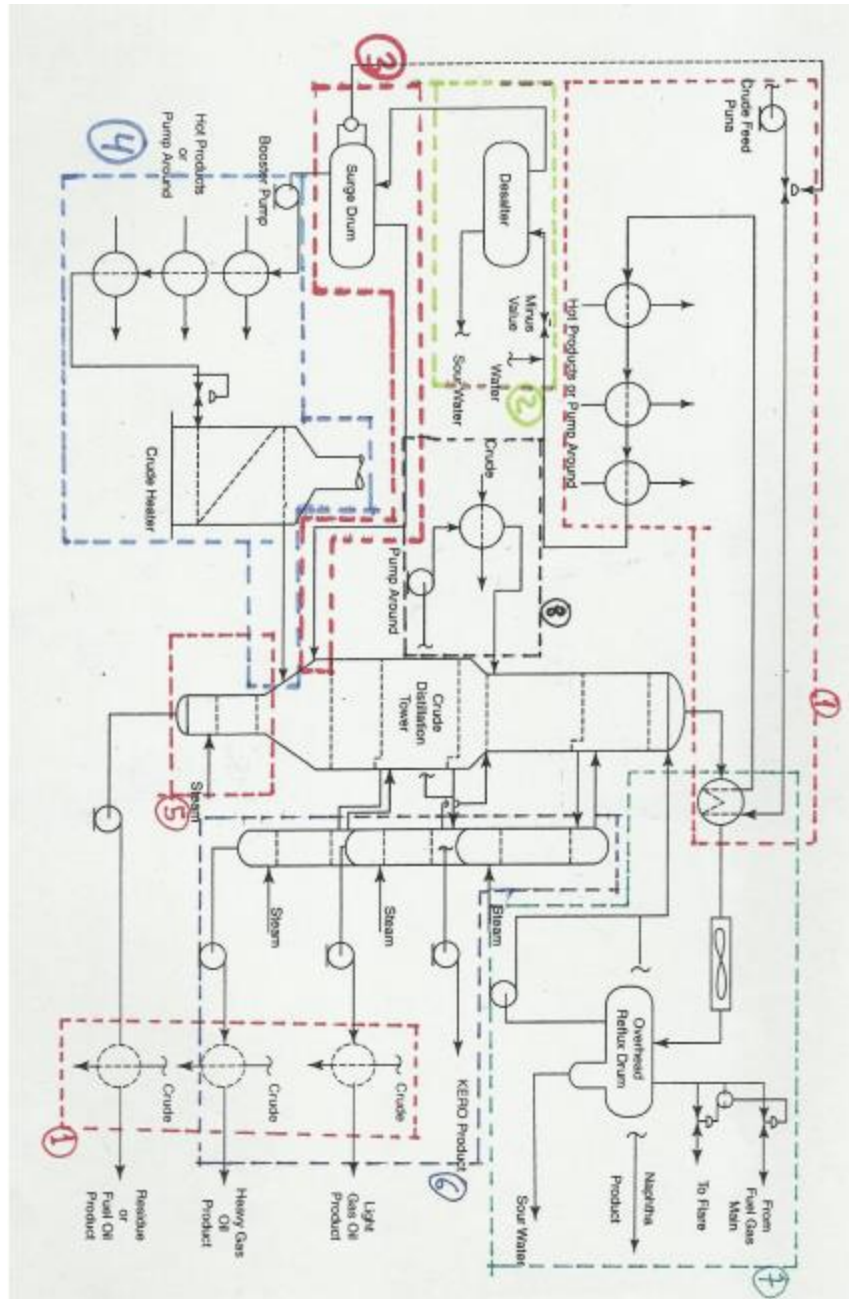 Crude Feed
Puna
1
Hot Products or Pump Around
Desalter
Minus
Value
Water
Sour Water
2
3
Surge Drum
Booster Pump
Hot Products
or
Pump Around
4
Crude Heater
Crude
Pump Around
8
Crude
Distillation
Tower
Steam
5
Steam
Steam
Steam
Overhead
Reflux Drum
From
Fuel Gas
Main
To Flare
Naphtha
Product
Sour Water
7
KERO Product
6
Crude
Light
Gas Oil
Product
Crude
Heavy Gas
Oil
Product
Crude
Residue
or
Fuel Oil
Product
1